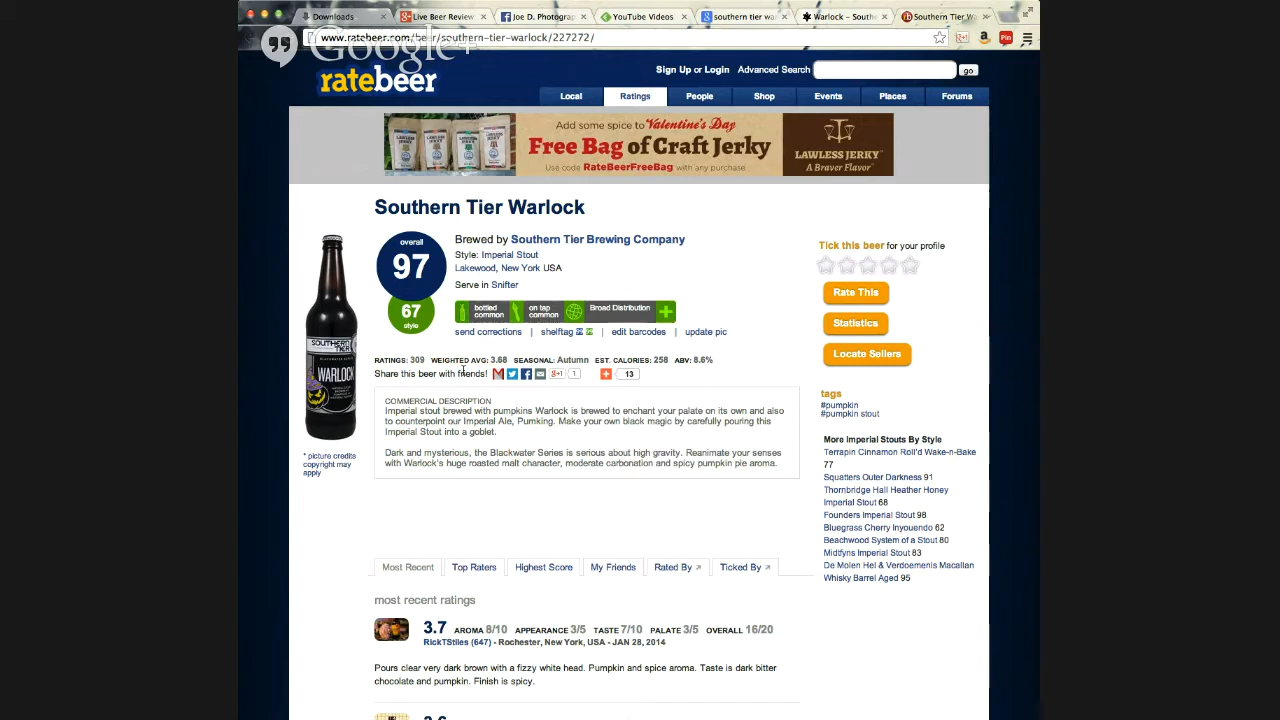 Downloads
Live Beer Review
Joe D. Photograp
YouTube Videos
southern tier wa
Warlock – South
Southern Tier Wa
www.ratebeer.com/beer/southern-tier-warlock/227272/
Google+
ratebeer
Sign Up or Login Advanced Search go
Local Ratings People Shop Events Places Forums
Add some spice to Valentine's Day
Free Bag of Craft Jerky
Use code RateBeerFreeBag with any purchase
LAWLESS JERKY
A Braver Flavor
Southern Tier Warlock
overall
97
67
style
Brewed by Southern Tier Brewing Company
Style: Imperial Stout
Lakewood, New York USA
Serve in Snifter
bottled
common
on tap
common
Broad Distribution
send corrections | shelftag | edit barcodes | update pic
RATINGS: 309 WEIGHTED AVG: 3.68 SEASONAL: Autumn EST. CALORIES: 258 ABV: 8.6%
Share this beer with friends! 1 13
COMMERCIAL DESCRIPTION
Imperial stout brewed with pumpkins Warlock is brewed to enchant your palate on its own and also
to counterpoint our Imperial Ale, Pumking. Make your own black magic by carefully pouring this
Imperial Stout into a goblet.
Dark and mysterious, the Blackwater Series is serious about high gravity. Reanimate your senses
with Warlock's huge roasted malt character, moderate carbonation and spicy pumpkin pie aroma.
SOUTHERN
TIER
WARLOCK
* picture credits
copyright may
apply
Tick this beer for your profile
Rate This
Statistics
Locate Sellers
tags
#pumpkin
#pumpkin stout
More Imperial Stouts By Style
Terrapin Cinnamon Roll'd Wake-n-Bake
77
Squatters Outer Darkness 91
Thornbridge Hall Heather Honey
Imperial Stout 68
Founders Imperial Stout 98
Bluegrass Cherry Inyouendo 62
Beachwood System of a Stout 80
Midtfyns Imperial Stout 83
De Molen Hel & Verdoemenis Macallan
Whisky Barrel Aged 95
Most Recent Top Raters Highest Score My Friends Rated By Ticked By
most recent ratings
3.7 AROMA 8/10 APPEARANCE 3/5 TASTE 7/10 PALATE 3/5 OVERALL 16/20
RickTStiles (647) - Rochester, New York, USA - JAN 28, 2014
Pours clear very dark brown with a fizzy white head. Pumpkin and spice aroma. Taste is dark bitter
chocolate and pumpkin. Finish is spicy.